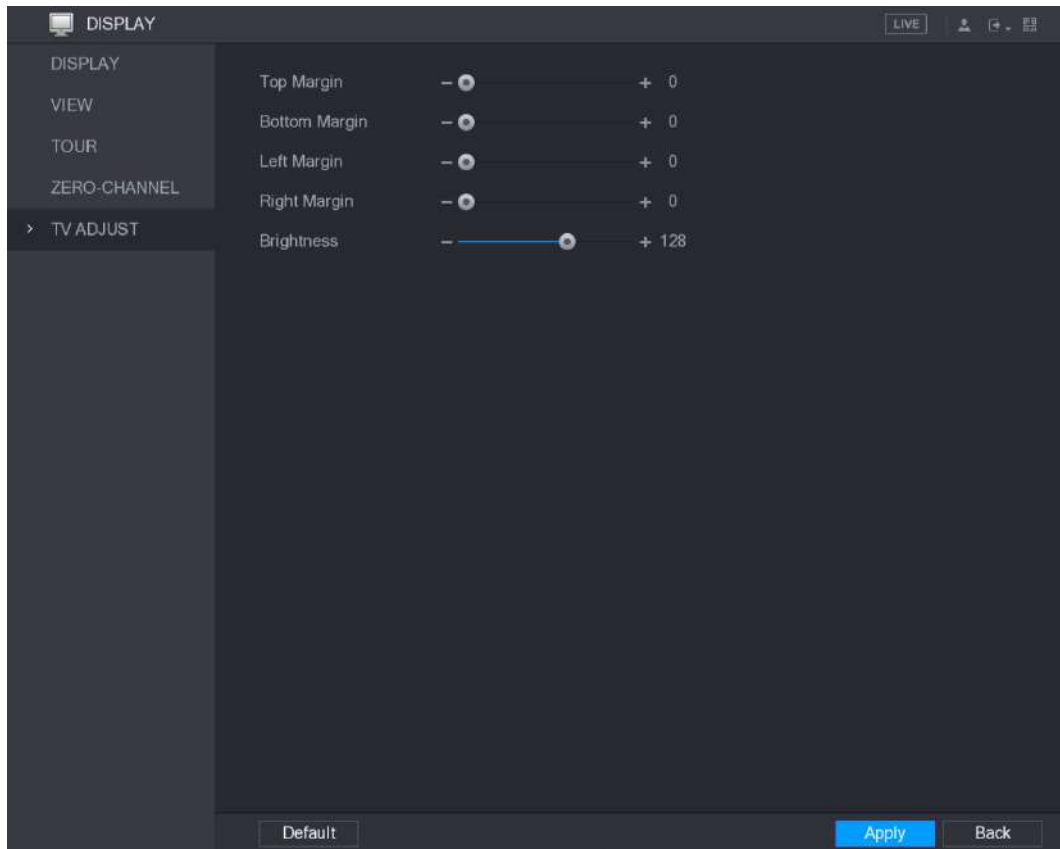 DISPLAY
LIVE
DISPLAY
VIEW
TOUR
ZERO-CHANNEL
> TV ADJUST
Top Margin - + 0
Bottom Margin - + 0
Left Margin - + 0
Right Margin - + 0
Brightness - + 128
Default
Apply
Back